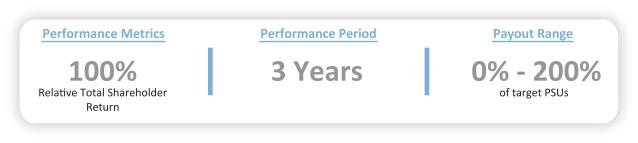 Performance Metrics
100%
Relative Total Shareholder
Return
Performance Period
3 Years
Payout Range
0% - 200%
of target PSUs